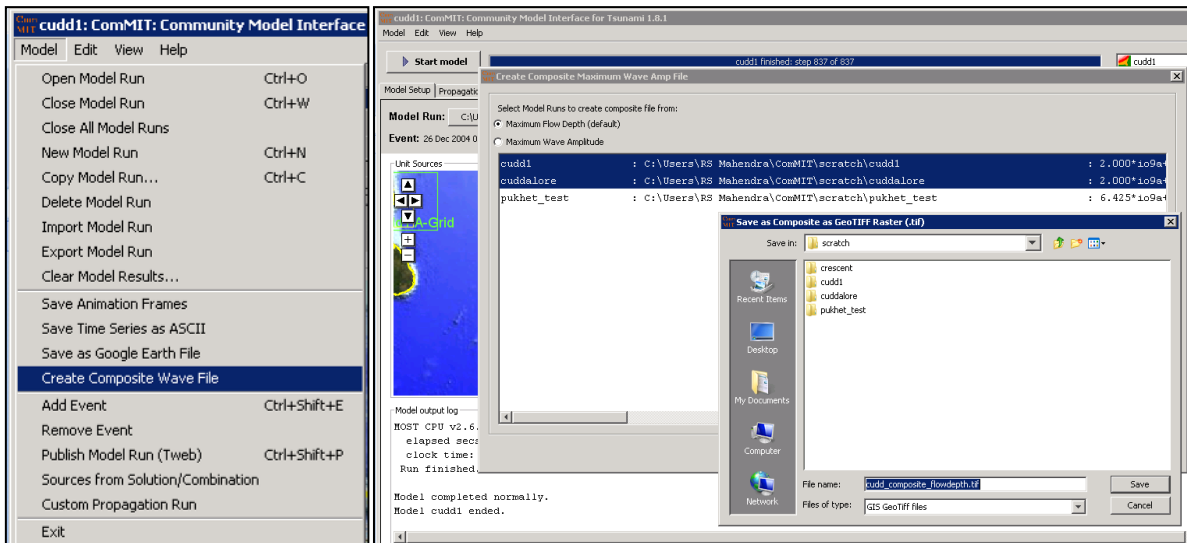 Com MIT cudd1: ComMIT: Community Model Interface
Model Edit View Help
Open Model Run Ctrl+O
Close Model Run Ctrl+W
Close All Model Runs
New Model Run Ctrl+N
Copy Model Run... Ctrl+C
Delete Model Run
Import Model Run
Export Model Run
Clear Model Results...
Save Animation Frames
Save Time Series as ASCII
Save as Google Earth File
Create Composite Wave File
Add Event Ctrl+Shift+E
Remove Event
Publish Model Run (Tweb) Ctrl+Shift+P
Sources from Solution/Combination
Custom Propagation Run
Exit
cudd1: ComMIT: Community Model Interface for Tsunami 1.8.1
Model Edit View Help
Start model
cudd1 finished: step 837 of 837
cudd1
Model Setup Propagatic
Model Run: C:\U
Event: 26 Dec 2004 0
Unit Sources
A-Grid
Model output log
MOST CPU v2.6.
elapsed secs
clock time:
Run finished.
Model completed normally.
Model cudd1 ended.
Create Composite Maximum Wave Amp File
Select Model Runs to create composite file from:
Maximum Flow Depth (default)
Maximum Wave Amplitude
cudd1 : C:\Users\RS Mahendra\ComMIT\scratch\cudd1 : 2.000*io9a+
cuddalore : C:\Users\RS Mahendra\ComMIT\scratch\cuddalore : 2.000*io9a+
pukhet_test : C:\Users\RS Mahendra\ComMIT\scratch\pukhet_test : 6.425*io9a+
Save as Composite as GeoTIFF Raster (.tif)
Save in: scratch
Recent Items
Desktop
My Documents
Computer
Network
crescent
cudd1
cuddalore
pukhet_test
File name: cudd_composite_flowdepth.tif Save
Files of type: GIS GeoTiff files Cancel